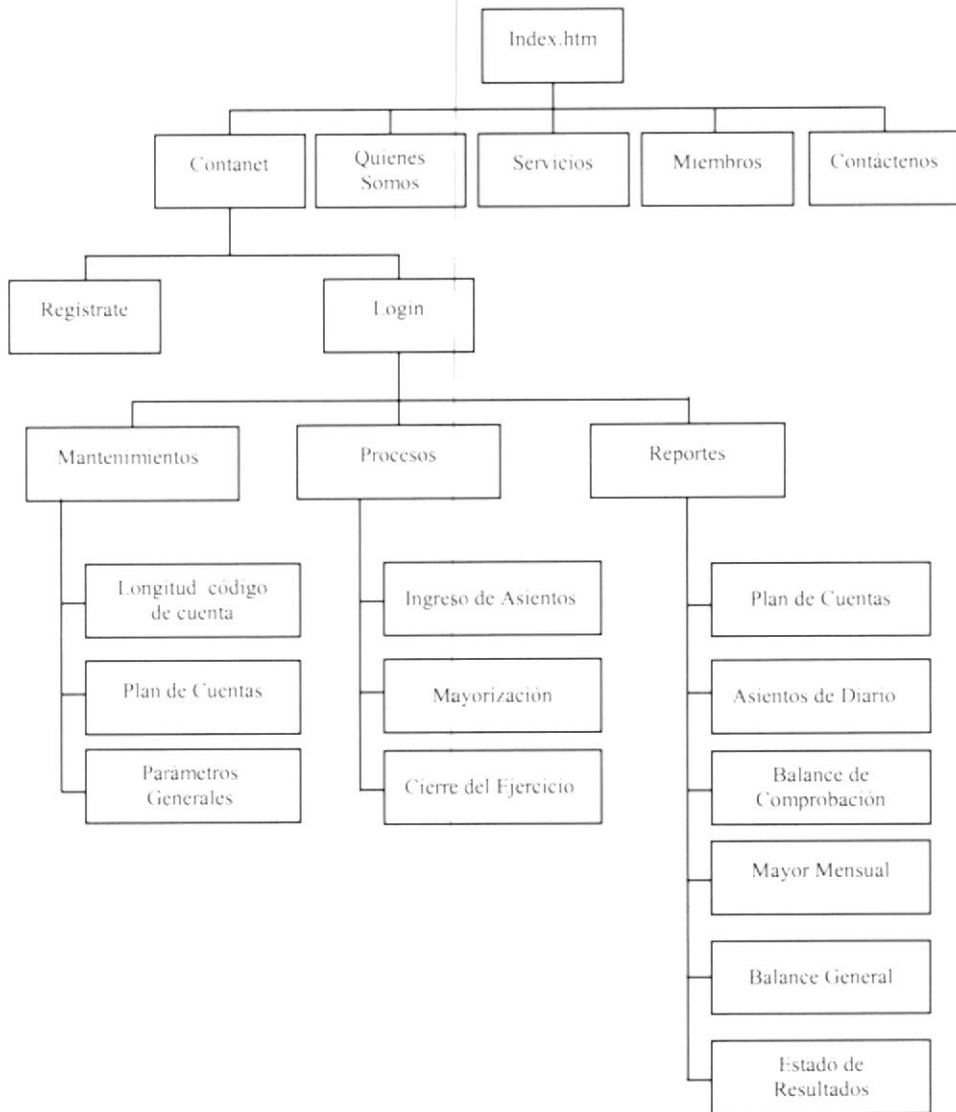 Index.htm
Contanet
Quienes
Somos
Servicios
Miembros
Contáctenos
Regístrate
Login
Mantenimientos
Procesos
Reportes
Longitud código
de cuenta
Plan de Cuentas
Parámetros
Generales
Ingreso de Asientos
Mayorización
Cierre del Ejercicio
Plan de Cuentas
Asientos de Diario
Balance de
Comprobación
Mayor Mensual
Balance General
Estado de
Resultados